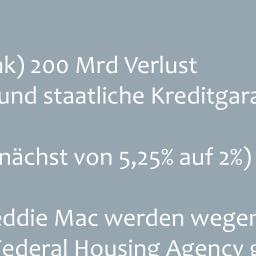 nk) 200 Mrd Verlust
und staatliche Kreditgara
nächst von 5,25% auf 2%)
eddie Mac werden wegen
Federal Housing Agency g